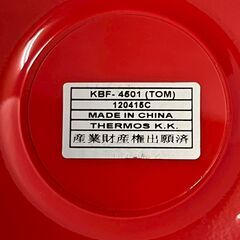 KBF- 4501 (TOM)
120415C
MADE IN CHINA
THERMOS K.K.
産業財産権出願済